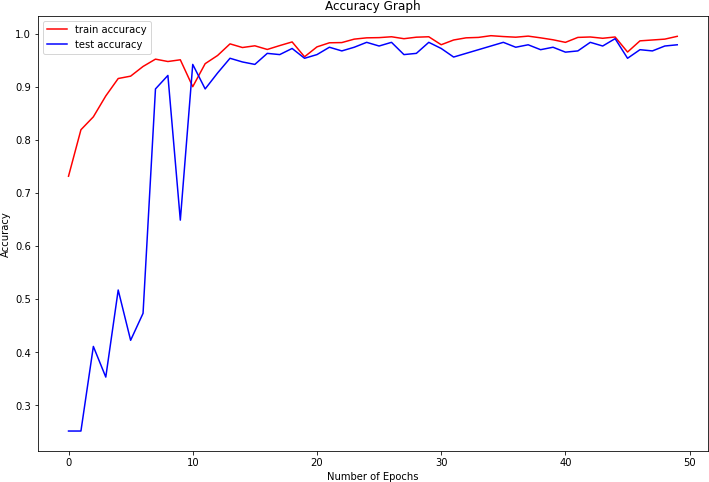 Accuracy Graph
train accuracy
test accuracy
1.0
0.9
0.8
0.7
0.6
0.5
0.4
0.3
Accuracy
0 10 20 30 40 50
Number of Epochs